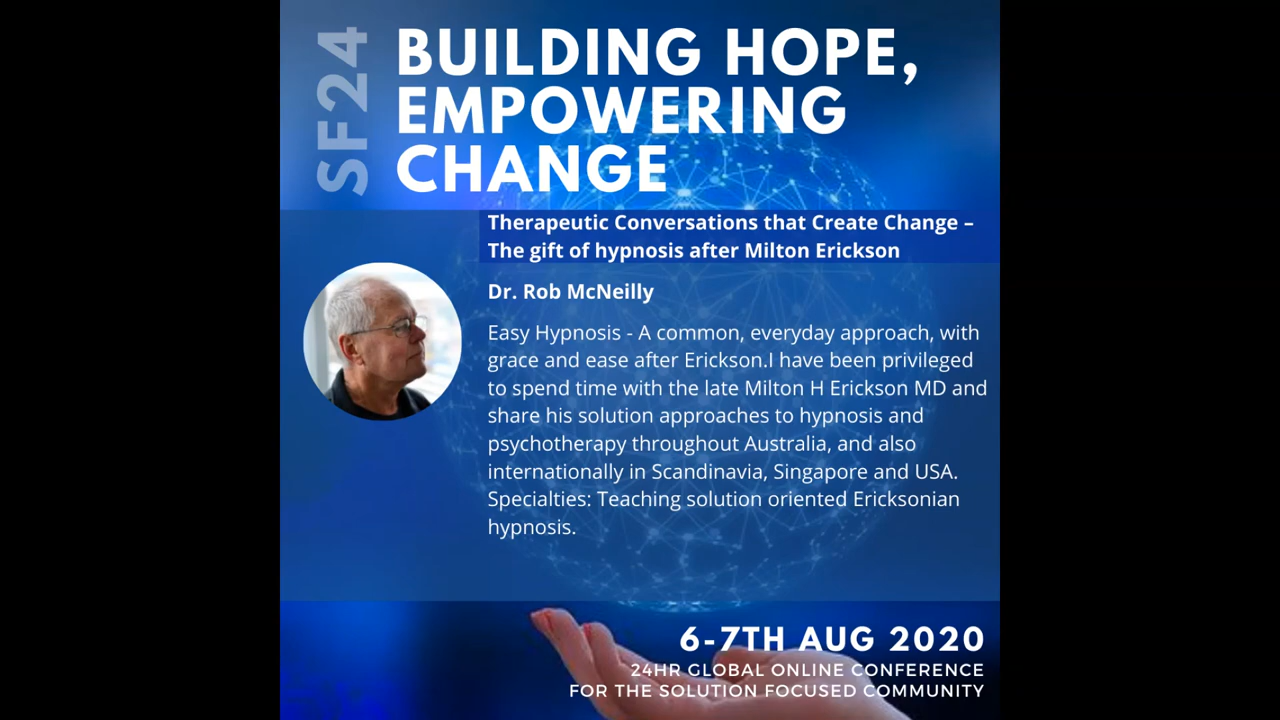 SF24
BUILDING HOPE,
EMPOWERING
CHANGE
Therapeutic Conversations that Create Change –
The gift of hypnosis after Milton Erickson
Dr. Rob McNeilly
Easy Hypnosis - A common, everyday approach, with
grace and ease after Erickson.I have been privileged
to spend time with the late Milton H Erickson MD and
share his solution approaches to hypnosis and
psychotherapy throughout Australia, and also
internationally in Scandinavia, Singapore and USA.
Specialties: Teaching solution oriented Ericksonian
hypnosis.
6-7TH AUG 2020
24HR GLOBAL ONLINE CONFERENCE
FOR THE SOLUTION FOCUSED COMMUNITY